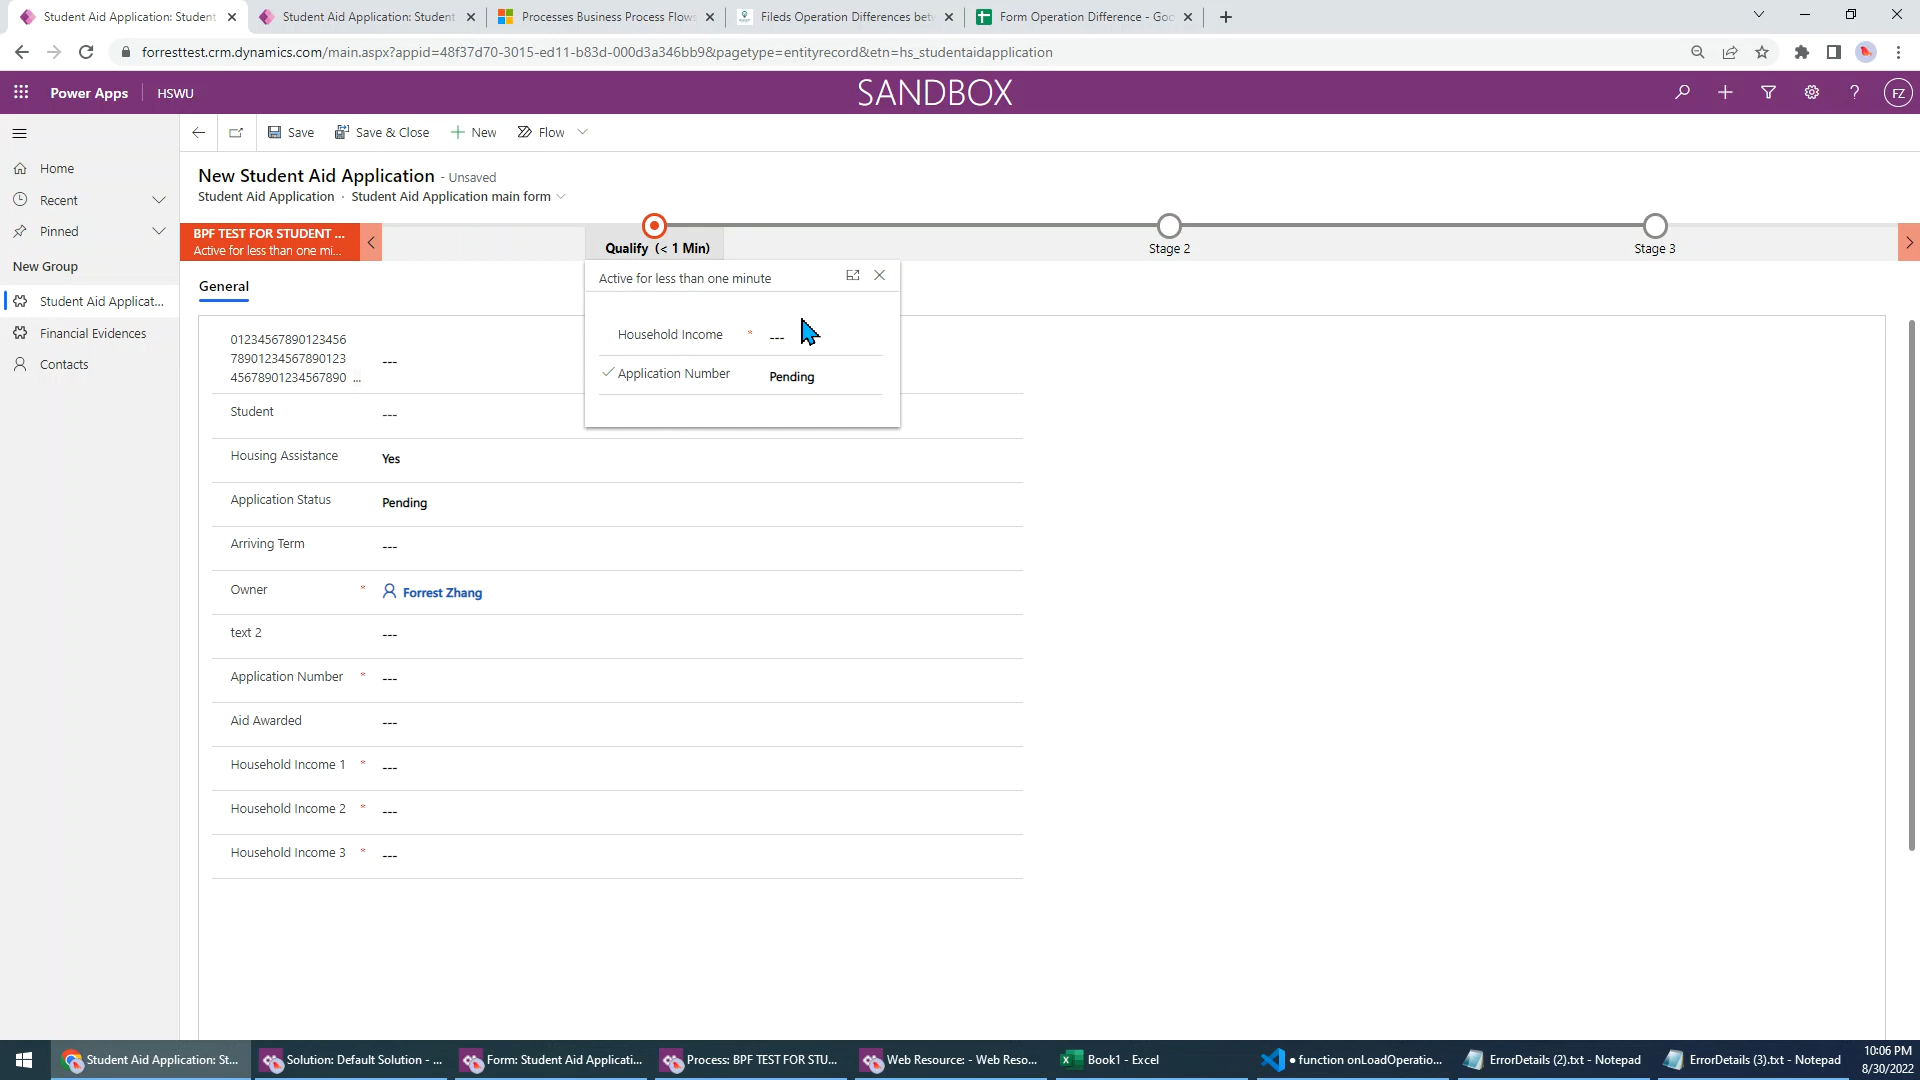 Student Aid Application: Student
Student Aid Application: Student
Processes Business Process Flows
Fileds Operation Differences betw
Form Operation Difference - Goo
forresttest.crm.dynamics.com/main.aspx?appid=48f37d70-3015-ed11-b83d-000d3a346bb9&pagetype=entityrecord&etn=hs_studentaidapplication
Power Apps
HSWU
SANDBOX
FZ
Save
Save & Close
New
Flow
Home
Recent
Pinned
New Group
Student Aid Applicat...
Financial Evidences
Contacts
New Student Aid Application - Unsaved
Student Aid Application · Student Aid Application main form
BPF TEST FOR STUDENT ...
Active for less than one mi...
Qualify (< 1 Min)
Stage 2
Stage 3
Active for less than one minute
Household Income * ---
Application Number Pending
General
01234567890123456
78901234567890123 ---
45678901234567890 ...
Student ---
Housing Assistance Yes
Application Status Pending
Arriving Term ---
Owner * Forrest Zhang
text 2 ---
Application Number * ---
Aid Awarded ---
Household Income 1 * ---
Household Income 2 * ---
Household Income 3 * ---
Student Aid Application: St...
Solution: Default Solution - ...
Form: Student Aid Applicati...
Process: BPF TEST FOR STU...
Web Resource: - Web Reso...
Book1 - Excel
● function onLoadOperatio...
ErrorDetails (2).txt - Notepad
ErrorDetails (3).txt - Notepad
10:06 PM
8/30/2022